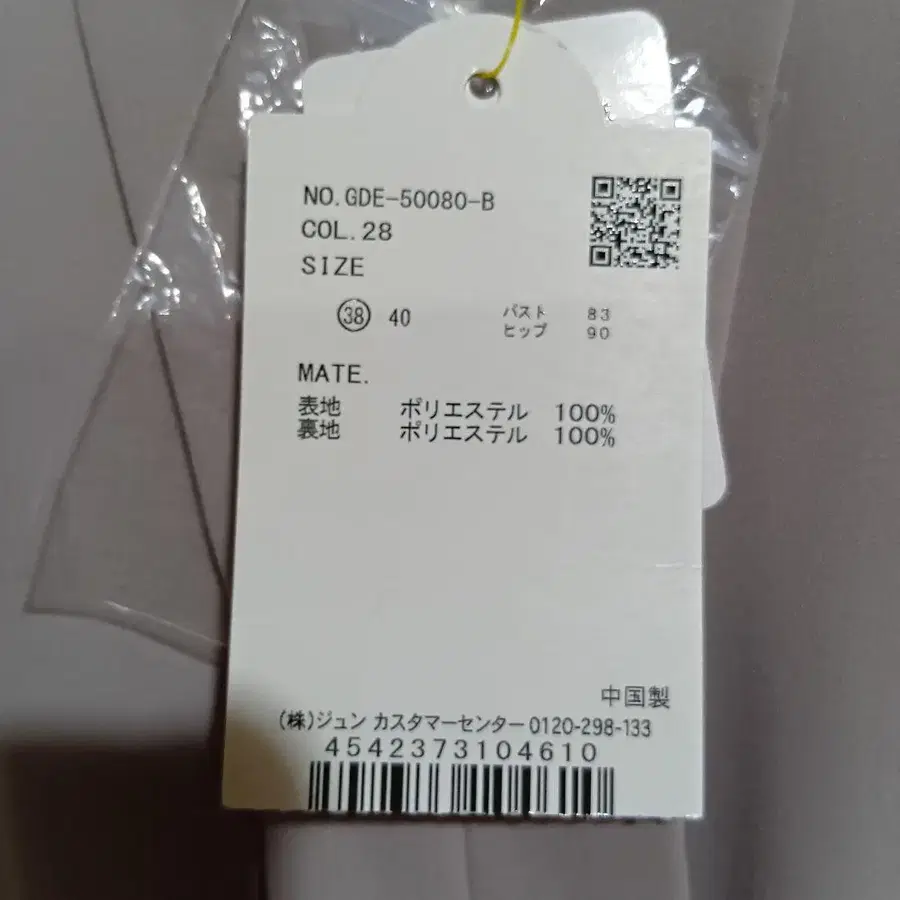 NO.GDE-50080-B
COL.28
SIZE
38 40
バスト 83
ヒップ 90
MATE.
表地 ポリエステル 100%
裏地 ポリエステル 100%
中国製
(株)ジュン カスタマーセンター 0120-298-133
4542373104610